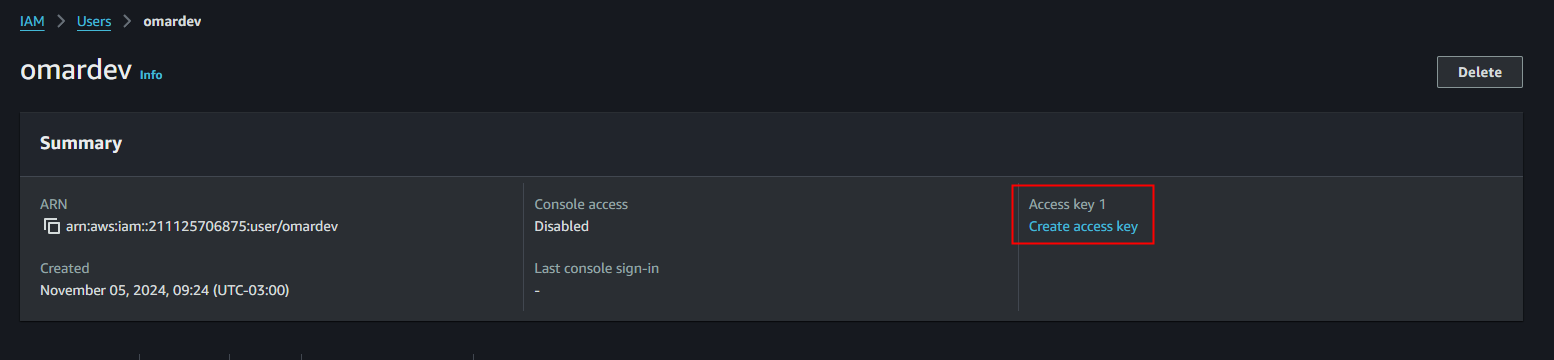 IAM > Users > omardev
omardev Info
Delete
Summary
ARN
arn:aws:iam::211125706875:user/omardev
Created
November 05, 2024, 09:24 (UTC-03:00)
Console access
Disabled
Last console sign-in
-
Access key 1
Create access key